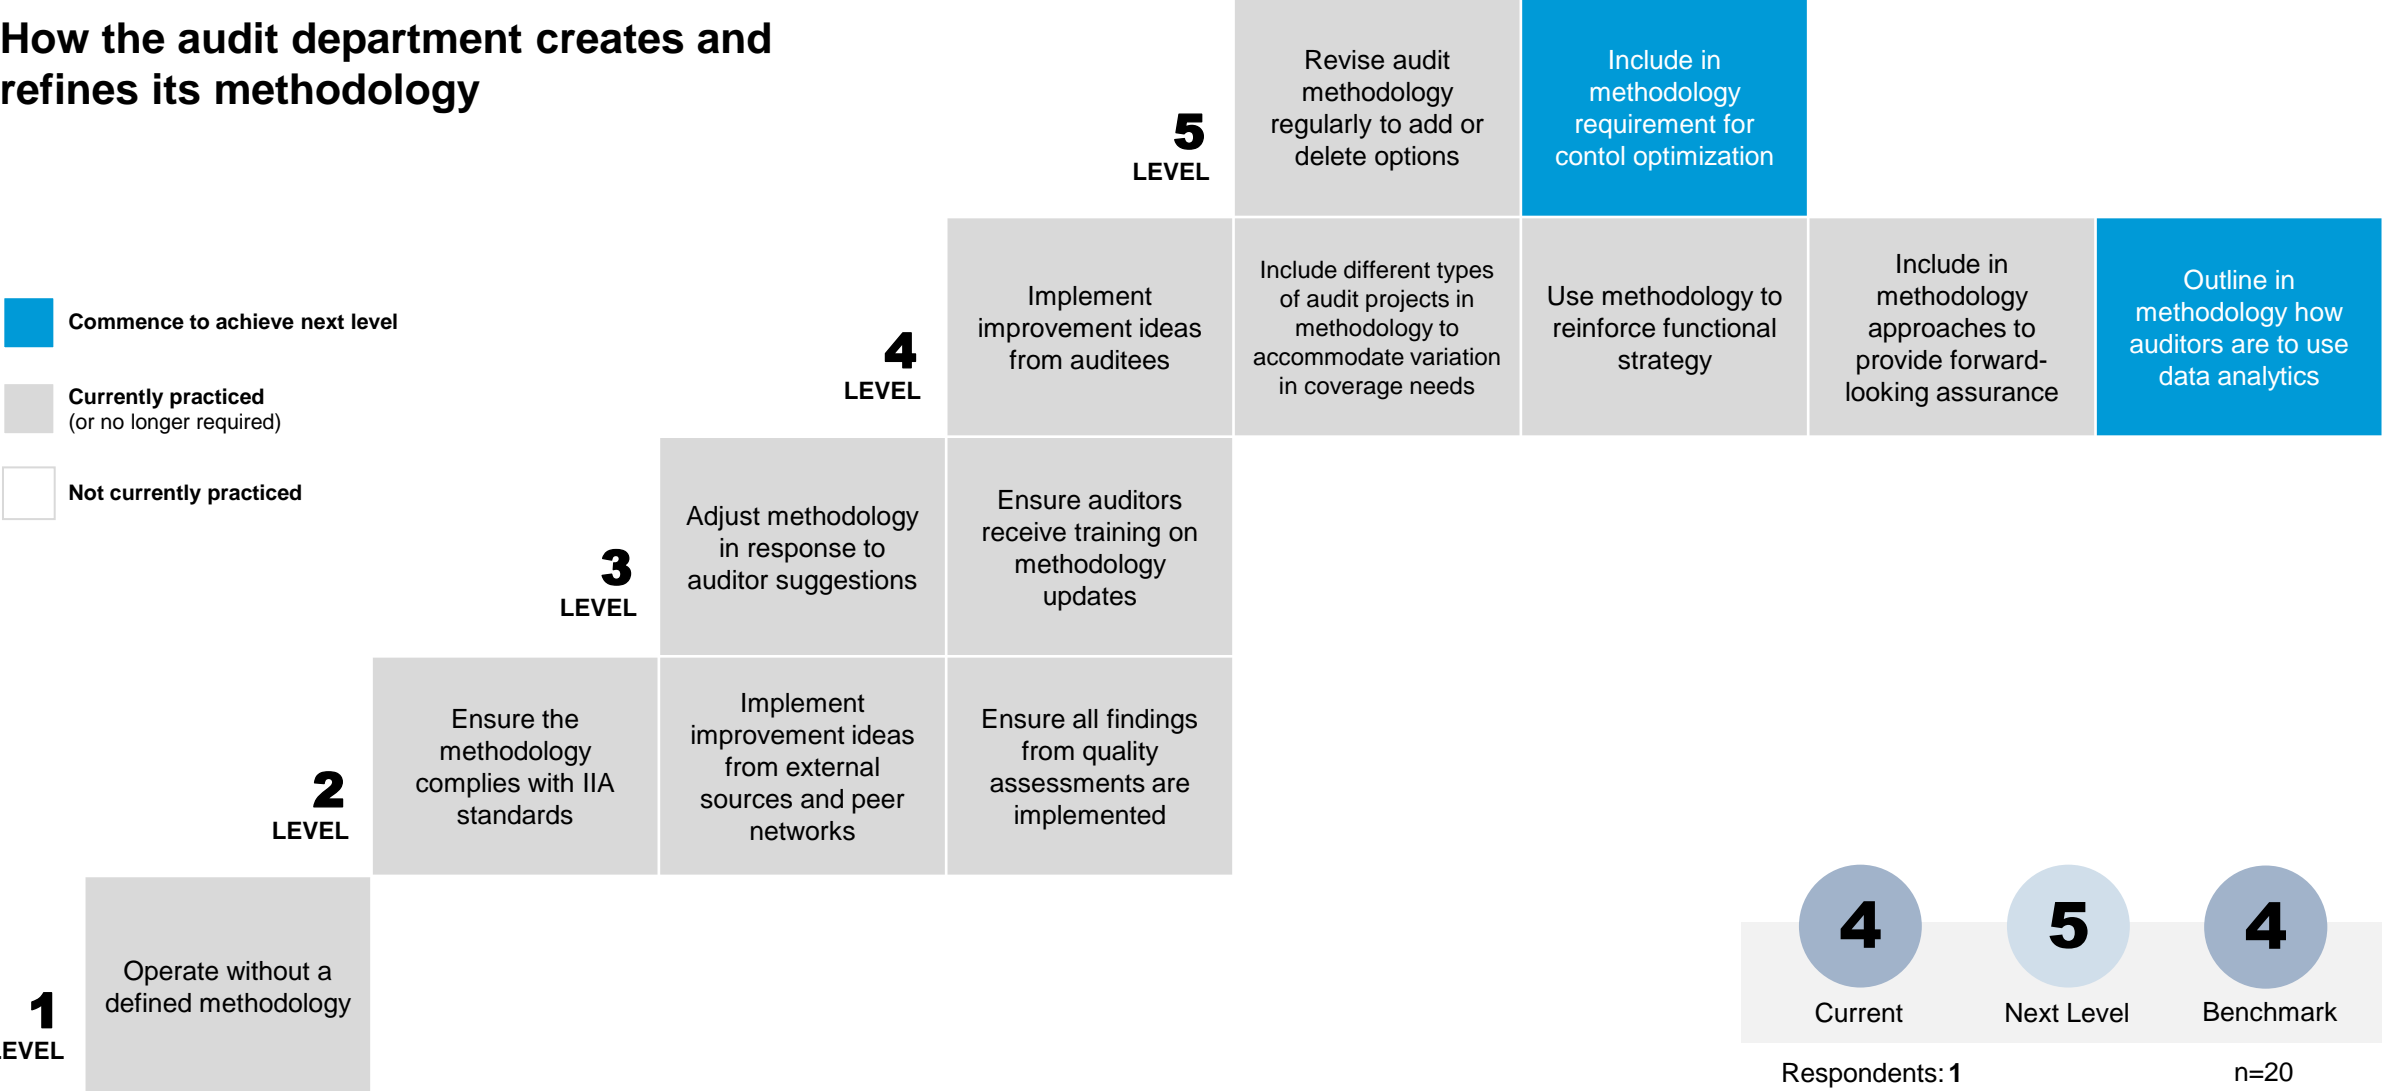 How the audit department creates and
refines its methodology
Commence to achieve next level
Currently practiced
(or no longer required)
Not currently practiced
5
LEVEL
Revise audit
methodology
regularly to add or
delete options
Include in
methodology
requirement for
contol optimization
4
LEVEL
Implement
improvement ideas
from auditees
Include different types
of audit projects in
methodology to
accommodate variation
in coverage needs
Use methodology to
reinforce functional
strategy
Include in
methodology
approaches to
provide forward-
looking assurance
Outline in
methodology how
auditors are to use
data analytics
3
LEVEL
Adjust methodology
in response to
auditor suggestions
Ensure auditors
receive training on
methodology
updates
2
LEVEL
Ensure the
methodology
complies with IIA
standards
Implement
improvement ideas
from external
sources and peer
networks
Ensure all findings
from quality
assessments are
implemented
1
LEVEL
Operate without a
defined methodology
4
Current
5
Next Level
4
Benchmark
Respondents: 1
n=20